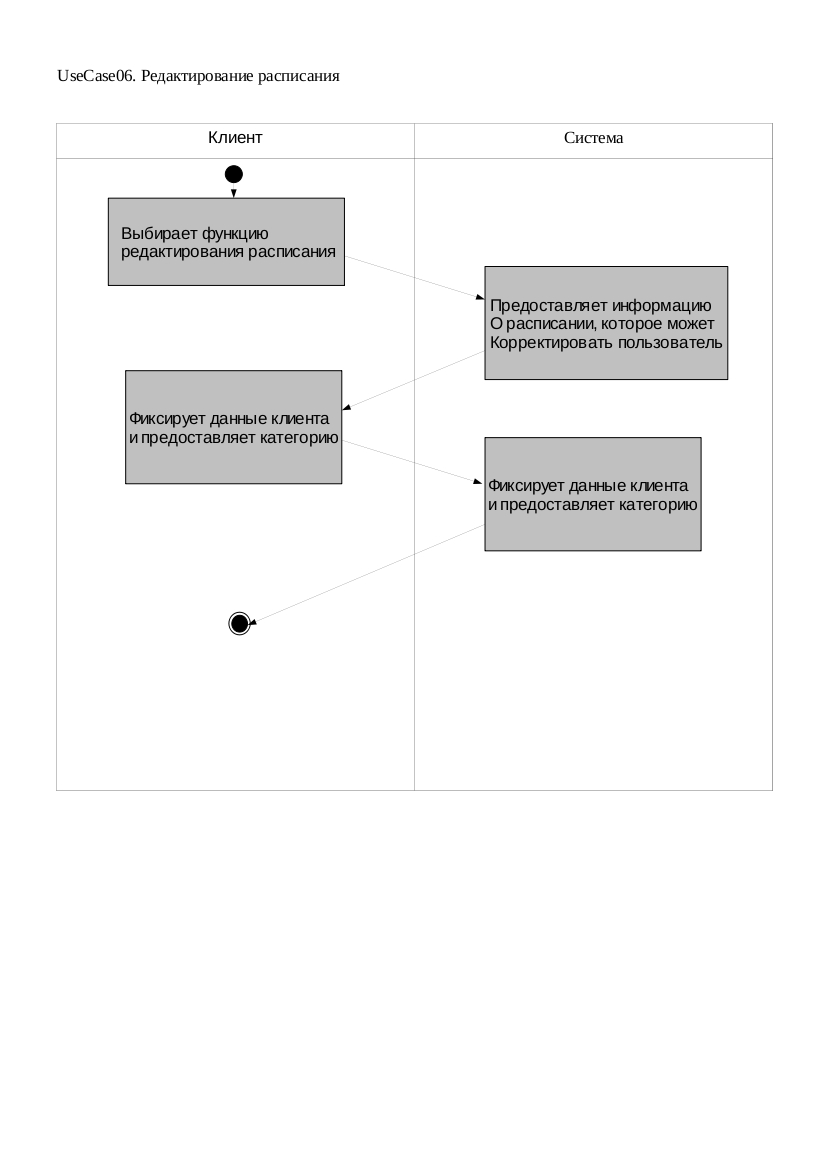 UseCase06. Редактирование расписания
Клиент
Система
Выбирает функцию
редактирования расписания
Предоставляет информацию
О расписании, которое может
Корректировать пользователь
Фиксирует данные клиента
и предоставляет категорию
Фиксирует данные клиента
и предоставляет категорию